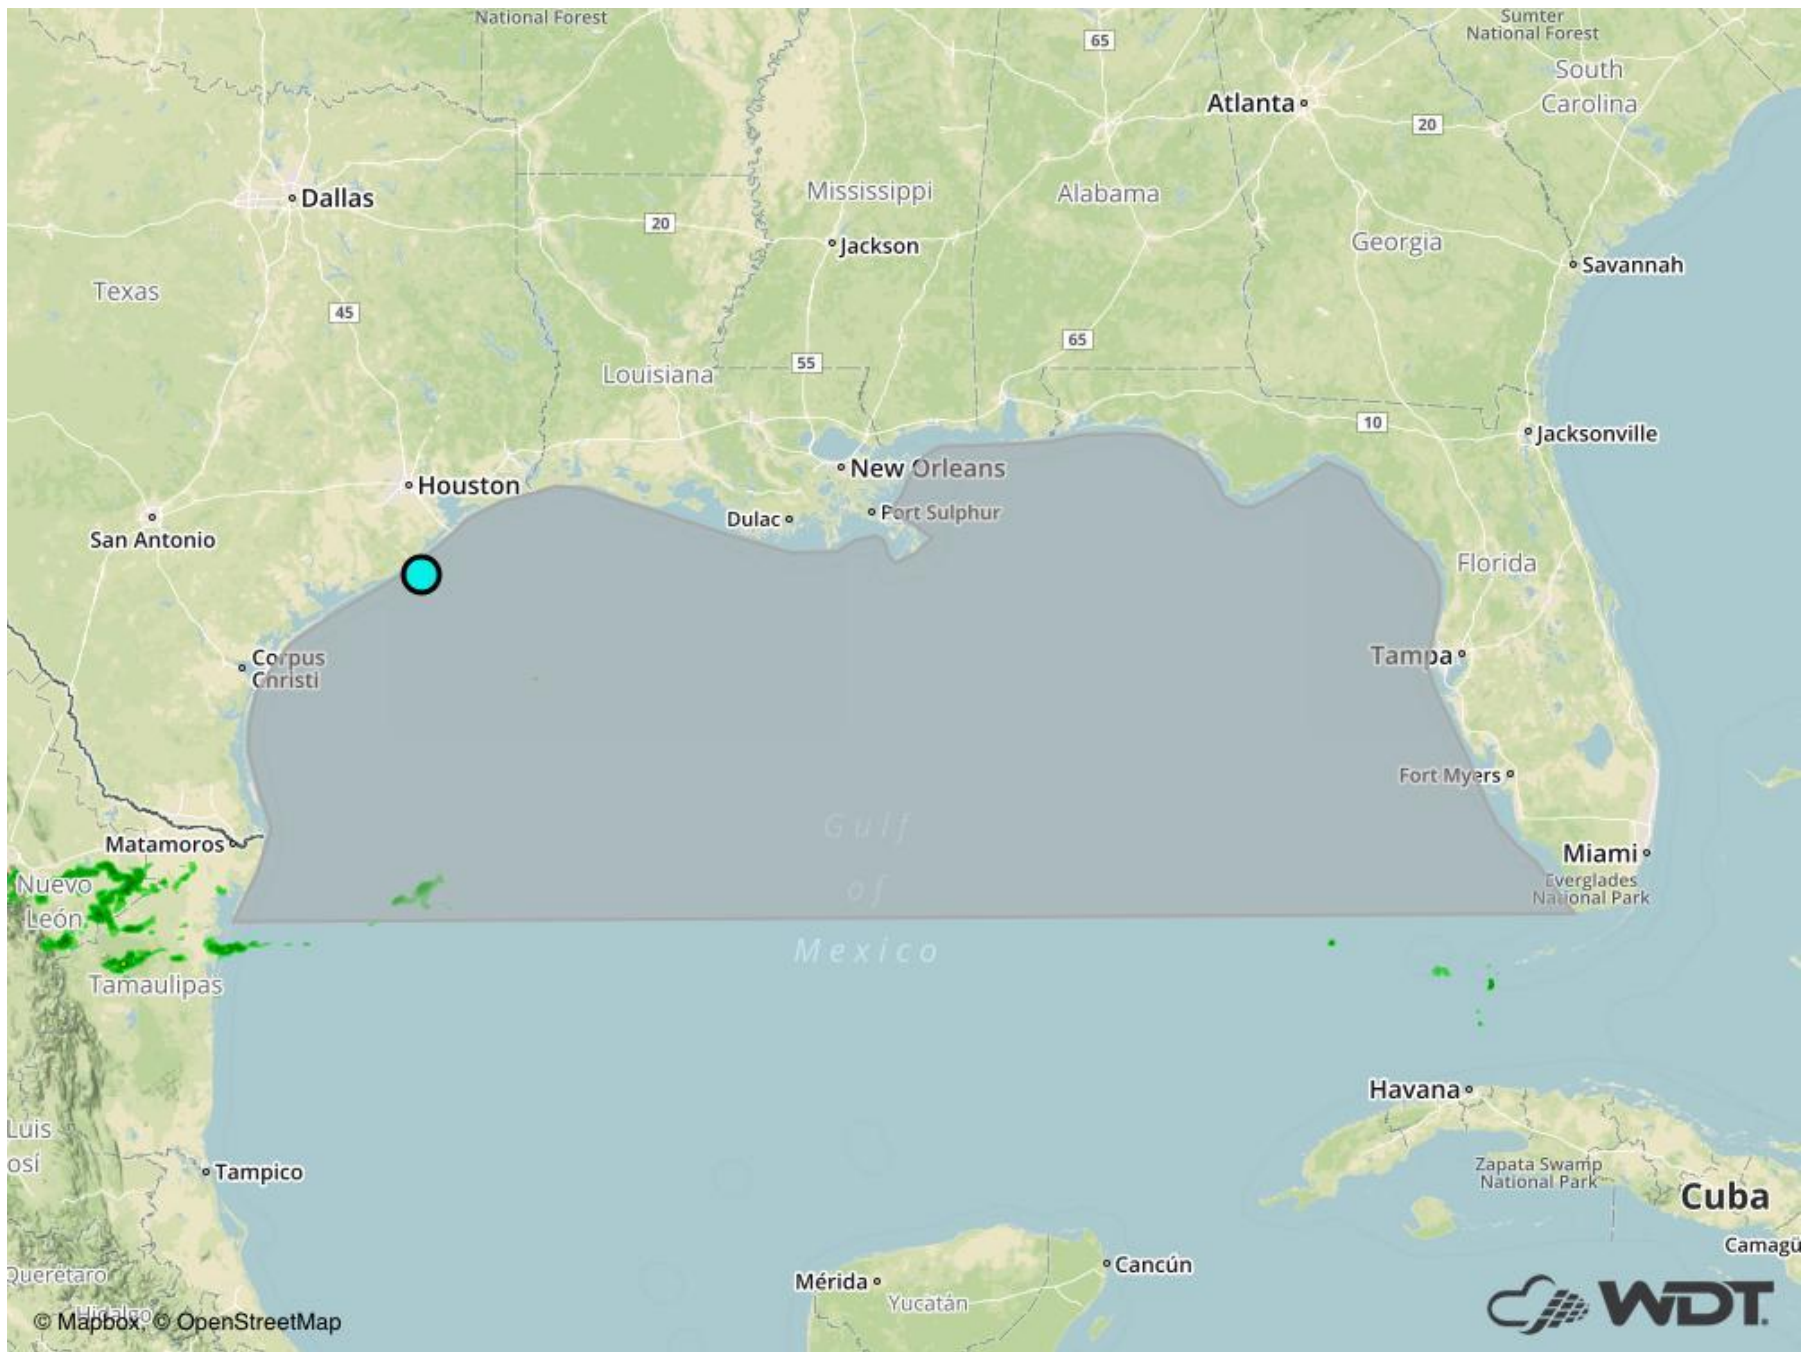 National Forest
65
Sumter
National Forest
South
Carolina
Atlanta
20
Dallas
Mississippi
Alabama
20
Jackson
Georgia
Savannah
Texas
45
65
55
Louisiana
10
Jacksonville
New Orleans
Houston
San Antonio
Dulac
Port Sulphur
Florida
Corpus
Christi
Tampa
Fort Myers
Gulf
of
Mexico
Matamoros
Miami
Everglades
National Park
Nuevo
León
Tamaulipas
Havana
Luis
osí
Tampico
Zapata Swamp
National Park
Cuba
Camagü
Cancún
Mérida
Yucatán
Querétaro
Hidalgo
© Mapbox, © OpenStreetMap
WDT.